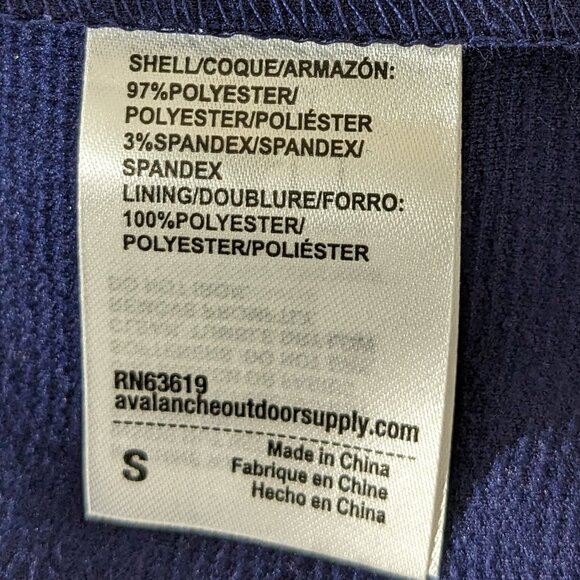 SHELL/COQUE/ARMAZÓN:
97%POLYESTER/
POLYESTER/POLIÉSTER
3%SPANDEX/SPANDEX/
SPANDEX
LINING/DOUBLURE/FORRO:
100%POLYESTER/
POLYESTER/POLIÉSTER
RN63619
avalancheoutdoorsupply.com
S
Made in China
Fabrique en Chine
Hecho en China